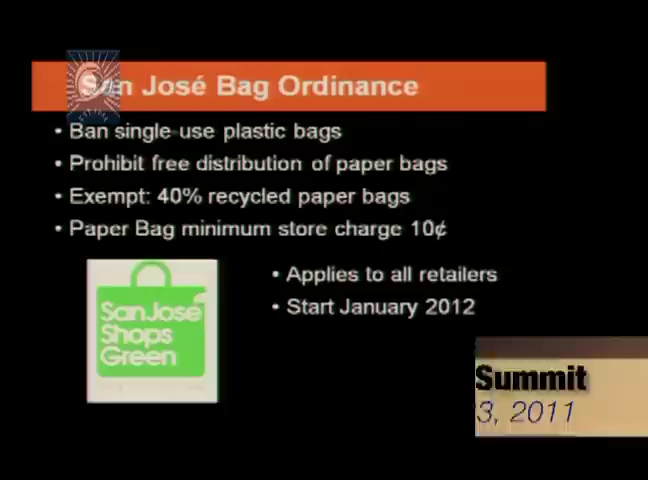 San José Bag Ordinance
• Ban single-use plastic bags
• Prohibit free distribution of paper bags
• Exempt: 40% recycled paper bags
• Paper Bag minimum store charge 10¢
• Applies to all retailers
• Start January 2012
San José
Shops
Green
Summit
3, 2011